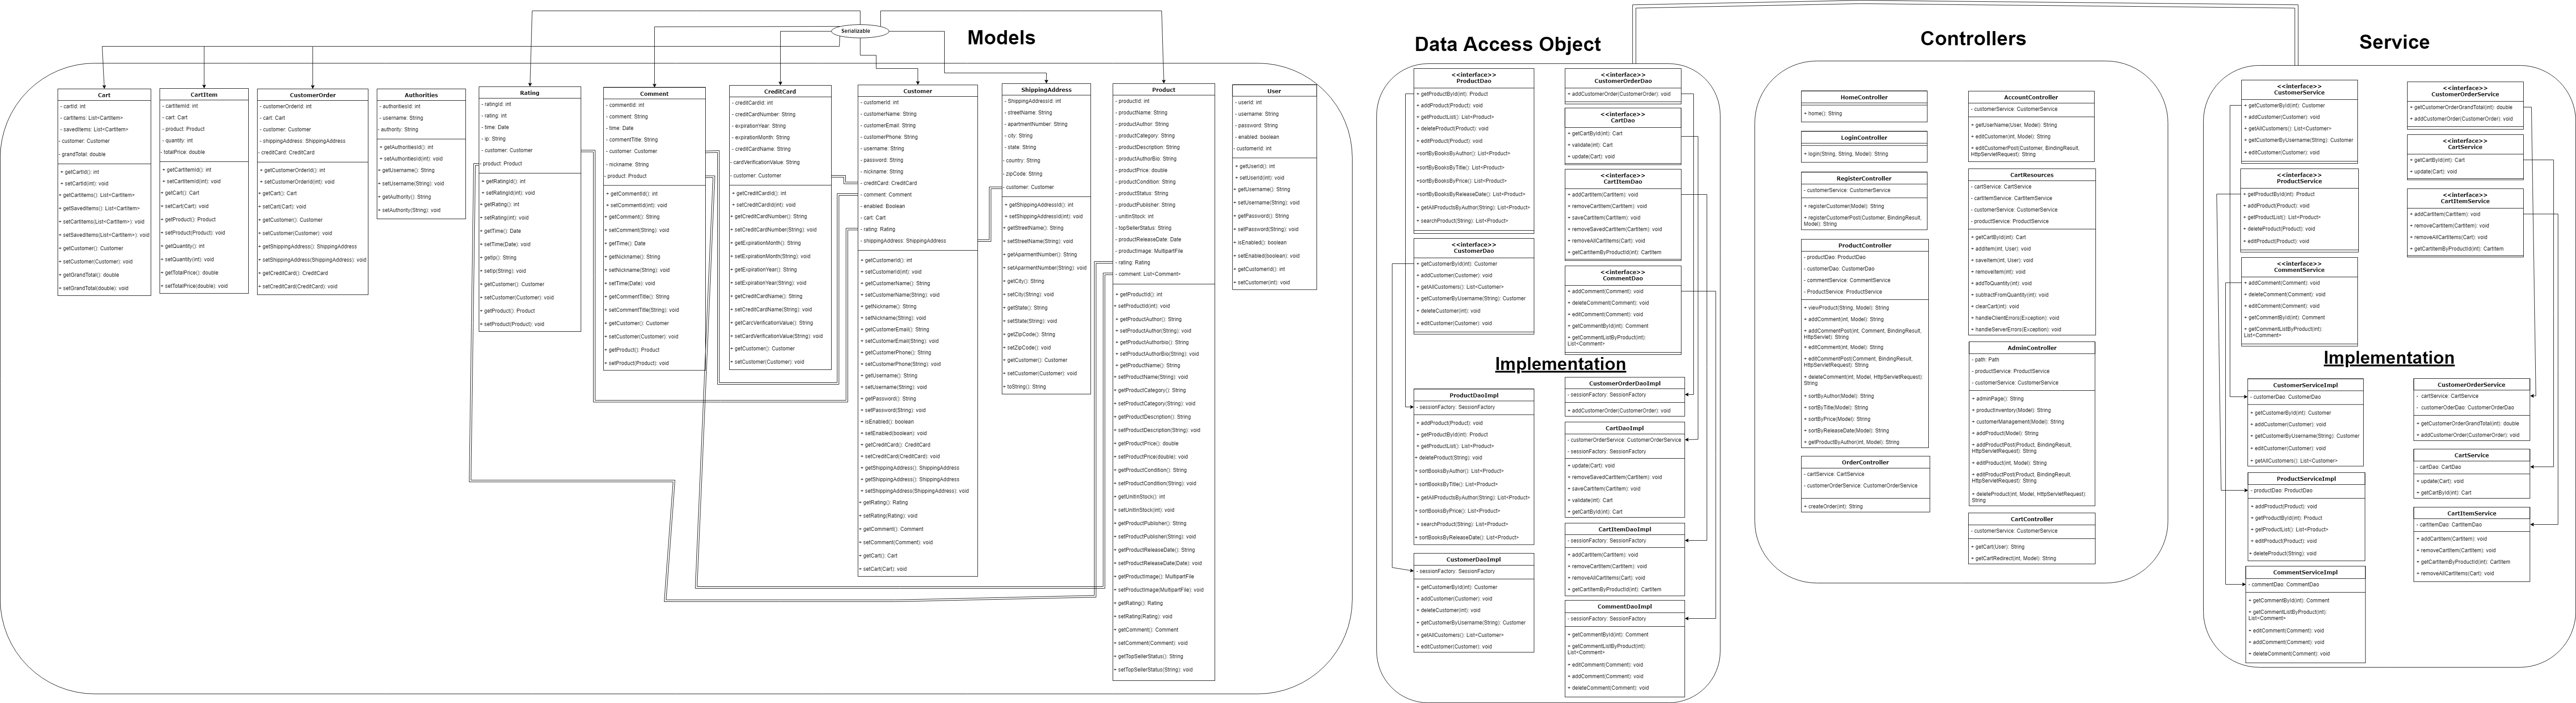 Serializable
Models
Cart
- cartId: int
- cartItems: List<CartItem>
- savedItems: List<CartItem>
- customer: Customer
- grandTotal: double
+ getCartId(): int
+ setCartId(int): void
+ getCartItems(): List<CartItem>
+ getSavedItems(): List<CartItem>
+ setCartItems(List<CartItem>): void
+ setSavedItems(List<CartItem>): void
+ getCustomer(): Customer
+ setCustomer(Customer): void
+ getGrandTotal(): double
+ setGrandTotal(double): void
CartItem
- cartItemId: int
- cart: Cart
- product: Product
- quantity: int
- totalPrice: double
+ getCartItemId(): int
+ setCartItemId(int): void
+ getCart(): Cart
+ setCart(Cart): void
+ getProduct(): Product
+ setProduct(Product): void
+ getQuantity(): int
+ setQuantity(int): void
+ getTotalPrice(): double
+ setTotalPrice(): void
CustomerOrder
- customerOrderId: int
- cart: Cart
- customer: Customer
- shippingAddress: ShippingAddress
- creditCard: CreditCard
+ getCustomerOrderId(): int
+ setCustomerOrderId(int): void
+ getCart(): Cart
+ setCart(Cart): void
+ getCustomer(): Customer
+ setCustomer(Customer): void
+ getShippingAddress(): ShippingAddress
+ setShippingAddress(ShippingAddress): void
+ getCreditCard(): CreditCard
+ setCreditCard(CreditCard): void
Authorities
- authoritiesId: int
- username: String
- authority: String
+ getAuthoritiesId(): int
+ setAuthoritiesId(int): void
+ getUsername(): String
+ setUsername(String): void
+ getAuthority(): String
+ setAuthority(String): void
Rating
- ratingId: int
- rating: int
- time: Date
- ip: String
- customer: Customer
product: Product
+ getRatingId(): int
+ setRatingId(int): void
+ getRating(): int
+ setRating(int): void
+ getTime(): Date
+ setTime(Date): void
+ getIp(): String
+ setIp(String): void
+ getCustomer(): Customer
+ setCustomer(Customer): void
+ getProduct(): Product
+ setProduct(Product): void
Comment
- commentId: int
- comment: String
- time: Date
- commentTitle: String
- customer: Customer
- nickname: String
- product: Product
+ getCommentId(): int
+ setCommentId(int): void
+ getComment(): String
+ setComment(String): void
+ getTime(): Date
+ getNickname(): String
+ setNickname(String): void
+ setTime(Date): void
+ getCommentTitle(): String
+ setCommentTitle(String): void
+ getCustomer(): Customer
+ setCustomer(Customer): void
+ getProduct(): Product
+ setProduct(Product): void
CreditCard
- creditCardId: int
- creditCardNumber: String
- expirationYear: String
- expirationMonth: String
- creditCardName: String
- cardVerificationValue: String
- customer: Customer
+ getCreditCardId(): int
+ setCreditCardId(int): void
+ getCreditCardNumber(): String
+ setCreditCardNumber(String): void
+ getExpirationMonth(): String
+ setExpirationMonth(String): void
+ getExpirationYear(): String
+ setExpirationYear(String): void
+ getCreditCardName(): String
+ setCreditCardName(String): void
+ getCarcVerificationValue(): String
+ setCardVerificationValue(String): void
+ getCustomer(): Customer
+ setCustomer(Customer): void
Customer
- customerId: int
- customerName: String
- customerEmail: String
- customerPhone: String
- username: String
- password: String
- nickname: String
- creditCard: CreditCard
- comment: Comment
- enabled: Boolean
- cart: Cart
- rating: Rating
- shippingAddress: ShippingAddress
+ getCustomerId(): int
+ setCustomerId(int): void
+ getCustomerName(): String
+ setCustomerName(String): void
+ getNickname(): String
+ setNickname(String): void
+ getCustomerEmail(): String
+ setCustomerEmail(String): void
+ getCustomerPhone(): String
+ setCustomerPhone(String): void
+ getUsername(): String
+ setUsername(String): void
+ getPassword(): String
+ setPassword(String): void
+ isEnabled(): boolean
+ setEnabled(boolean): void
+ getCreditCard(): CreditCard
+ setCreditCard(CreditCard): void
+ getShippingAddress(): ShippingAddress
+ getShippingAddress(): ShippingAddress
+ setShippingAddress(ShippingAddress): void
+ getRating(): Rating
+ setRating(Rating): void
+ getComment(): Comment
+ setComment(Comment): void
+ getCart(): Cart
+ setCart(Cart): void
ShippingAddress
- ShippingAddressId: int
- streetName: String
- apartmentNumber: String
- city: String
- state: String
- country: String
- zipCode: String
- customer: Customer
+ getShippingAddressId(): int
+ setShippingAddressId(int): void
+ getStreetName(): String
+ setStreetName(String): void
+ getApartmentNumber(): String
+ setApartmentNumber(String): void
+ getCity(): String
+ setCity(String): void
+ getState(): String
+ setState(String): void
+ getZipCode(): String
+ setZipCode(): void
+ getCustomer(): Customer
+ setCustomer(Customer): void
+ toString(): String
Product
- productId: int
- productName: String
- productAuthor: String
- productCategory: String
- productDescription: String
- productAuthorBio: String
- productPrice: double
- productCondition: String
- productStatus: String
- productPublisher: String
- unitInStock: int
- topSellerStatus: String
- productReleaseDate: Date
- productImage: MultipartFile
- rating: Rating
- comment: List<Comment>
+ getProductId(): int
+ setProductId(int): void
+ getProductAuthor(): String
+ setProductAuthor(String): void
+ getProductAuthorbio(): String
+ setProductAuthorBio(String): void
+ getProductName(): String
+ setProductName(String): void
+ getProductCategory(): String
+ setProductCategory(String): void
+ getProductDescription(): String
+ setProductDescription(String): void
+ getProductPrice(): double
+ setProductPrice(double): void
+ getProductCondition(): String
+ setProductCondition(String): void
+ getUnitInStock(): int
+ setUnitInStock(int): void
+ getProductPublisher(): String
+ setProductPublisher(String): void
+ getProductReleaseDate(): String
+ setProductReleaseDate(Date): void
+ getProductImage(): MultipartFile
+ setProductImage(MultipartFile): void
+ getRating(): Rating
+ setRating(Rating): void
+ getComment(): Comment
+ setComment(Comment): void
+ getTopSellerStatus(): String
+ setTopSellerStatus(String): void
User
- userId: int
- username: String
- password: String
- enabled: boolean
- customerId: int
+ getUserId(): int
+ setUserId(int): void
+ getUsername(): String
+ setUsername(String): void
+ getPassword(): String
+ setPassword(String): void
+ isEnabled(): boolean
+ setEnabled(boolean): void
+ getCustomerId(): int
+ setCustomer(int): void
Data Access Object
<<interface>>
ProductDao
+ getProductById(int): Product
+ addProduct(Product): void
+ getProductList(): List<Product>
+ deleteProduct(Product): void
+ editProduct(Product): void
+sortByBooksByAuthor(): List<Product>
+sortByBooksByTitle(): List<Product>
+sortByBooksByPrice(): List<Product>
+sortByBooksByReleaseDate(): List<Product>
+ getAllProductsByAuthor(String): List<Product>
+ searchProduct(String): List<Product>
<<interface>>
CustomerDao
+ getCustomerById(int): Customer
+ addCustomer(Customer): void
+ getAllCustomers(): List<Customer>
+ getCustomerByUsername(String): Customer
+ deleteCustomer(int): void
+ editCustomer(Customer): void
<<interface>>
CustomerOrderDao
+ addCustomerOrder(CustomerOrder): void
<<interface>>
CartDao
+ getCartById(int): Cart
+ validate(int): Cart
+ update(Cart): void
<<interface>>
CartItemDao
+ addCartItem(CartItem): void
+ removeCartItem(CartItem): void
+ saveCartItem(CartItem): void
+ removeSavedCartItem(CartItem): void
+ removeAllCartItems(Cart): void
+ getCartItemByProductId(int): CartItem
<<interface>>
CommentDao
+ addComment(Comment): void
+ deleteComment(Comment): void
+ editComment(Comment): void
+ getCommentById(int): Comment
+ getCommentListByProduct(int):
List<Comment>
Implementation
ProductDaoImpl
- sessionFactory: SessionFactory
+ addProduct(Product): void
+ getProductById(int): Product
+ getProductList(): List<Product>
+ deleteProduct(String): void
+ sortBooksByAuthor(): List<Product>
+ sortBooksByTitle(): List<Product>
+ getAllProductsByAuthor(String): List<Product>
+ sortBooksByPrice(): List<Product>
+ searchProduct(String): List<Product>
+ sortBooksByReleaseDate(): List<Product>
CustomerDaoImpl
- sessionFactory: SessionFactory
+ getCustomerById(int): Customer
+ addCustomer(Customer): void
+ deleteCustomer(int): void
+ getCustomerByUsername(String): Customer
+ getAllCustomers(): List<Customer>
+ editCustomer(Customer): void
CustomerOrderDaoImpl
- sessionFactory: SessionFactory
+ addCustomerOrder(CustomerOrder): void
CartDaoImpl
- customerOrderService: CustomerOrderService
- sessionFactory: SessionFactory
+ update(Cart): void
+ removeSavedCartItem(CartItem): void
+ saveCartItem(CartItem): void
+ validate(int): Cart
+ getCartById(int): Cart
CartItemDaoImpl
- sessionFactory: SessionFactory
+ addCartItem(CartItem): void
+ removeCartItem(CartItem): void
+ removeAllCartItems(Cart): void
+ getCartItemByProductId(int): CartItem
CommentDaoImpl
- sessionFactory: SessionFactory
+ getCommentById(int): Comment
+ getCommentListByProduct(int):
List<Comment>
+ editComment(Comment): void
+ addComment(Comment): void
+ deleteComment(Comment): void
Controllers
HomeController
+ home(): String
LoginController
+ login(String, String, Model): String
RegisterController
- customerService: CustomerService
+ registerCustomer(Model): String
+ registerCustomerPost(Customer, BindingResult,
Model): String
ProductController
- productDao: ProductDao
- customerDao: CustomerDao
- commentService: CommentService
- ProductService: ProductService
+ viewProduct(String, Model): String
+ addComment(int, Model): String
+ addCommentPost(int, Comment, BindingResult,
HttpServlet): String
+ editComment(int, Model): String
+ editCommentPost(Comment, BindingResult,
HttpServletRequest): String
+ deleteComment(int, Model, HttpServletRequest):
String
+ sortByAuthor(Model): String
+ sortByTitle(Model): String
+ sortByPrice(Model): String
+ sortByReleaseDate(Model): String
+ getProductByAuthor(int, Model): String
OrderController
- cartService: CartService
- customerOrderService: CustomerOrderService
+ createOrder(int): String
AccountController
- customerService: CustomerService
+ getUserName(User, Model): String
+ editCustomer(int, Model): String
+ editCustomerPost(Customer, BindingResult,
HttpServletRequest): String
CartResources
- cartService: CartService
- cartItemService: CartItemService
- customerService: CustomerService
- productService: ProductService
+ getCartById(int): Cart
+ addItem(int, User): void
+ saveItem(int, User): void
+ removeItem(int): void
+ addToQuantity(int): void
+ subtractFromQuantity(int): void
+ clearCart(int): void
+ handleClientErrors(Exception): void
+ handleServerErrors(Exception): void
AdminController
- path: Path
- productService: ProductService
- customerService: CustomerService
+ adminPage(): String
+ productInventory(Model): String
+ customerManagement(Model): String
+ addProduct(Model): String
+ addProductPost(Product, BindingResult,
HttpServletRequest): String
+ editProduct(int, Model): String
+ editProductPost(Product, BindingResult,
HttpServletRequest): String
+ deleteProduct(int, Model, HttpServletRequest):
String
CartController
- customerService: CustomerService
+ getCart(User): String
+ getCartRedirect(int, Model): String
Service
<<interface>>
CustomerService
+ getCustomerById(int): Customer
+ addCustomer(Customer): void
+ getAllCustomers(): List<Customer>
+ getCustomerByUsername(String): Customer
+ editCustomer(Customer): void
<<interface>>
ProductService
+ getProductById(int): Product
+ addProduct(Product): void
+ getProductList(): List<Product>
+ deleteProduct(Product): void
+ editProduct(Product): void
<<interface>>
CommentService
+ addComment(Comment): void
+ deleteComment(Comment): void
+ editComment(Comment): void
+ getCommentById(int): Comment
+ getCommentListByProduct(int):
List<Comment>
<<interface>>
CustomerOrderService
+ getCustomerOrderGrandTotal(int): double
+ addCustomerOrder(CustomerOrder): void
<<interface>>
CartService
+ getCartById(int): Cart
+ update(Cart): void
<<interface>>
CartItemService
+ addCartItem(CartItem): void
+ removeCartItem(CartItem): void
+ removeAllCartItems(Cart): void
+ getCartItemByProductId(int): CartItem
Implementation
CustomerServiceImpl
- customerDao: CustomerDao
+ getCustomerById(int): Customer
+ addCustomer(Customer): void
+ getCustomerByUsername(String): Customer
+ editCustomer(Customer): void
+ getAllCustomers(): List<Customer>
ProductServiceImpl
- productDao: ProductDao
+ addProduct(Product): void
+ getProductById(int): Product
+ getProductList(): List<Product>
+ editProduct(Product): void
+ deleteProduct(String): void
CommentServiceImpl
- commentDao: CommentDao
+ getCommentById(int): Comment
+ getCommentListByProduct(int):
List<Comment>
+ editComment(Comment): void
+ addComment(Comment): void
+ deleteComment(Comment): void
CustomerOrderService
- cartService: CartService
- customerOderDao: CustomerOrderDao
+ getCustomerOrderGrandTotal(int): double
+ addCustomerOrder(CustomerOrder): void
CartService
- cartDao: CartDao
+ update(Cart): void
+ getCartById(int): Cart
CartItemService
- cartItemDao: CartItemDao
+ addCartItem(CartItem): void
+ removeCartItem(CartItem): void
+ getCartItemByProductId(int): CartItem
+ removeAllCartItems(Cart): void